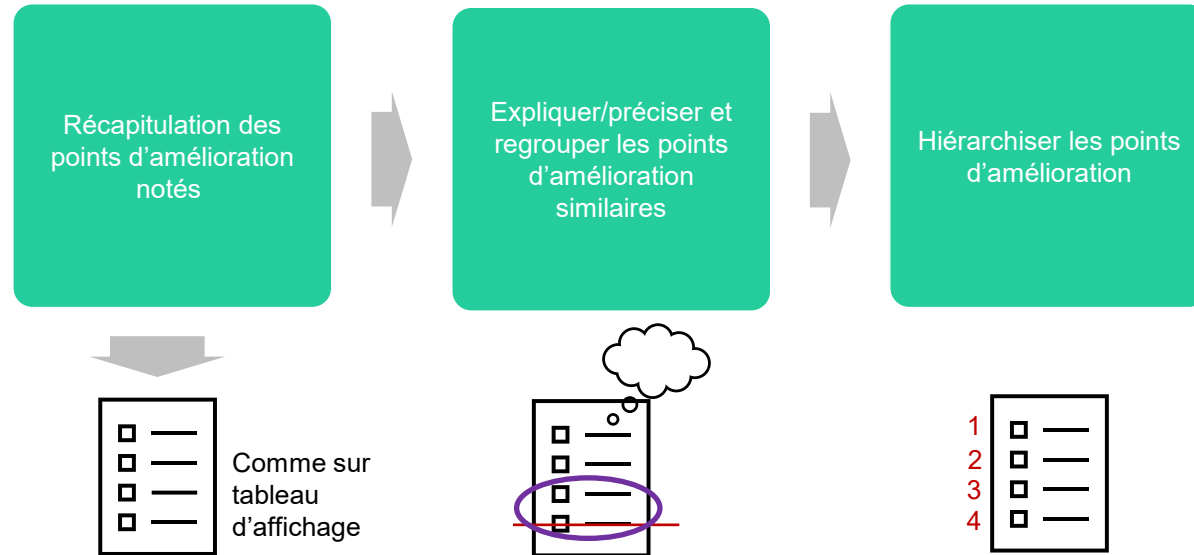 Récapitulation des
points d’amélioration
notés
Expliquer/préciser et
regrouper les points
d’amélioration
similaires
Hiérarchiser les points
d’amélioration
Comme sur
tableau
d’affichage
1
2
3
4